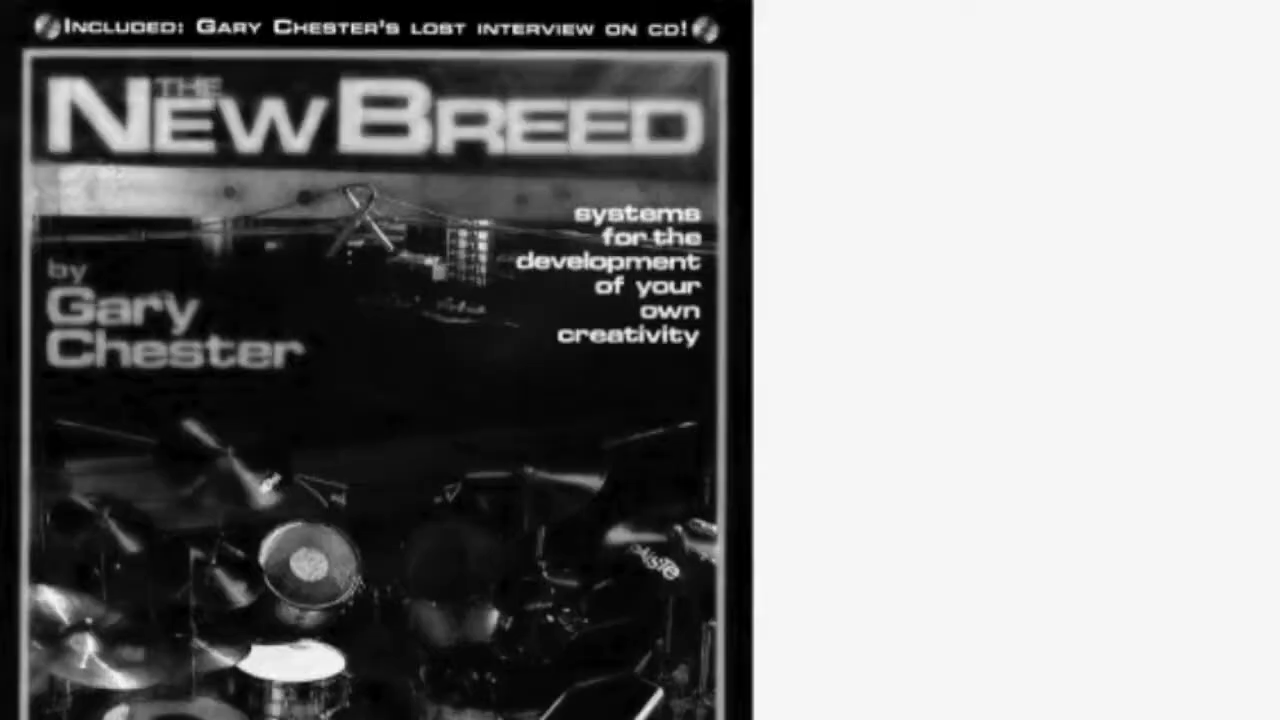 Included: Gary Chester's lost interview on CD!
THE
NEW BREED
systems
for the
development
of your
own
creativity
by
Gary
Chester
PAISTE